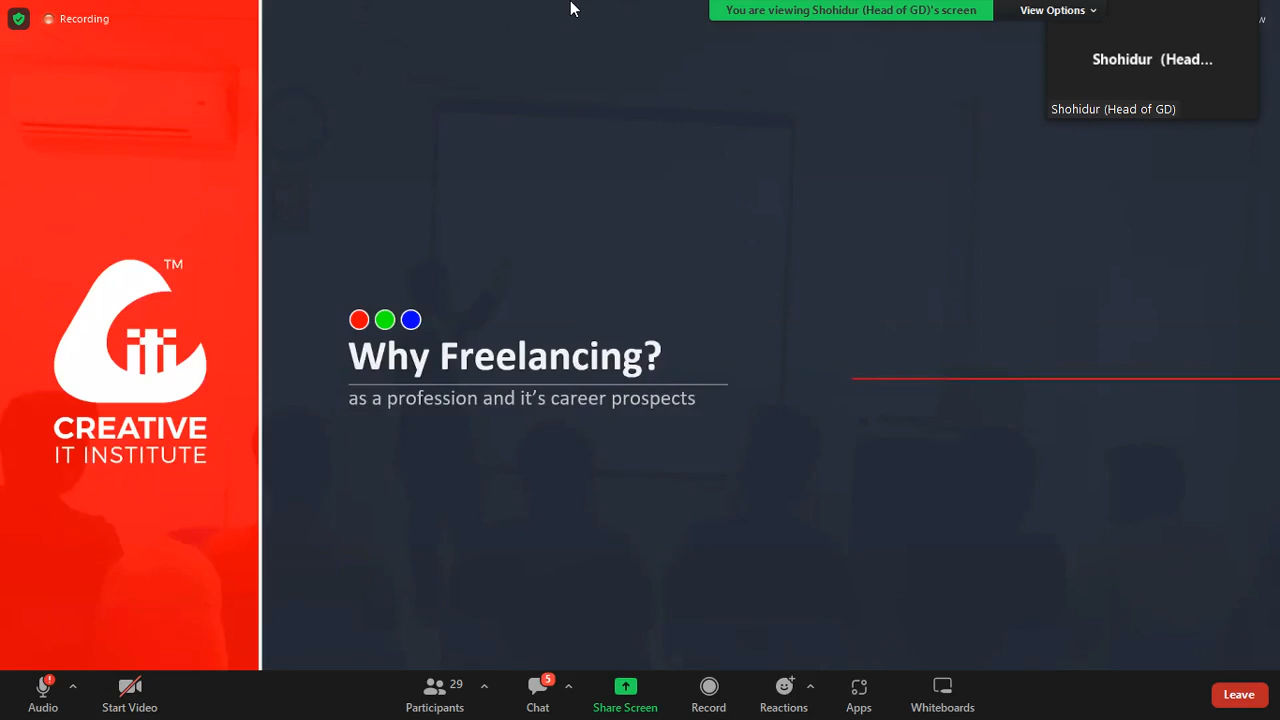 Recording
You are viewing Shohidur (Head of GD)'s screen
View Options
w
Shohidur (Head...
Shohidur (Head of GD)
TM
iti
CREATIVE
IT INSTITUTE
Why Freelancing?
as a profession and it's career prospects
Audio
Start Video
Participants
29
Chat
5
Share Screen
Record
Reactions
Apps
Whiteboards
Leave